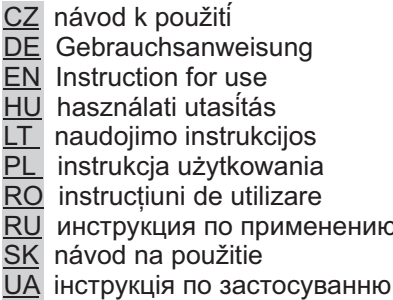 CZ návod k použití
DE Gebrauchsanweisung
EN Instruction for use
HU használati utasítás
LT naudojimo instrukcijos
PL instrukcja użytkowania
RO instrucțiuni de utilizare
RU инструкция по применению
SK návod na použitie
UA інструкція по застосуванню